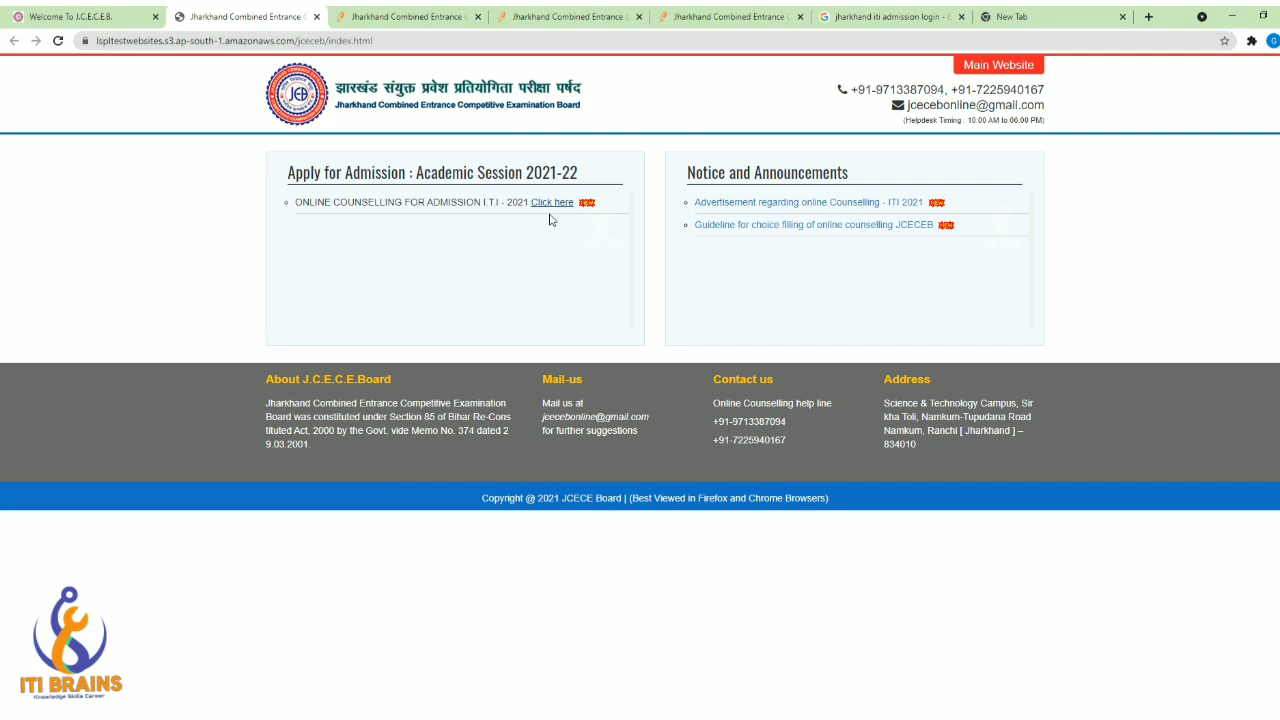 Welcome To J.C.E.C.E.B.
Jharkhand Combined Entrance C
Jharkhand Combined Entrance C
Jharkhand Combined Entrance C
Jharkhand Combined Entrance C
jharkhand iti admission login - G
New Tab
lspltestwebsites.s3.ap-south-1.amazonaws.com/jceceb/index.html
G
Main Website
JCEB
झारखंड संयुक्त प्रवेश प्रतियोगिता परीक्षा पर्षद
Jharkhand Combined Entrance Competitive Examination Board
+91-9713387094, +91-7225940167
jcecebonline@gmail.com
(Helpdesk Timing : 10.00 AM to 06.00 PM)
Apply for Admission : Academic Session 2021-22
ONLINE COUNSELLING FOR ADMISSION I.T.I - 2021 Click here
Notice and Announcements
Advertisement regarding online Counselling - ITI 2021
Guideline for choice filling of online counselling JCECEB
About J.C.E.C.E.Board
Jharkhand Combined Entrance Competitive Examination
Board was constituted under Section 85 of Bihar Re-Cons
tituted Act, 2000 by the Govt. vide Memo No. 374 dated 2
9.03.2001.
Mail-us
Mail us at
jcecebonline@gmail.com
for further suggestions
Contact us
Online Counselling help line
+91-9713387094
+91-7225940167
Address
Science & Technology Campus, Sir
kha Toli, Namkum-Tupudana Road
Namkum, Ranchi [ Jharkhand ] –
834010
Copyright @ 2021 JCECE Board | (Best Viewed in Firefox and Chrome Browsers)
ITI BRAINS
Knowledge Skills Career